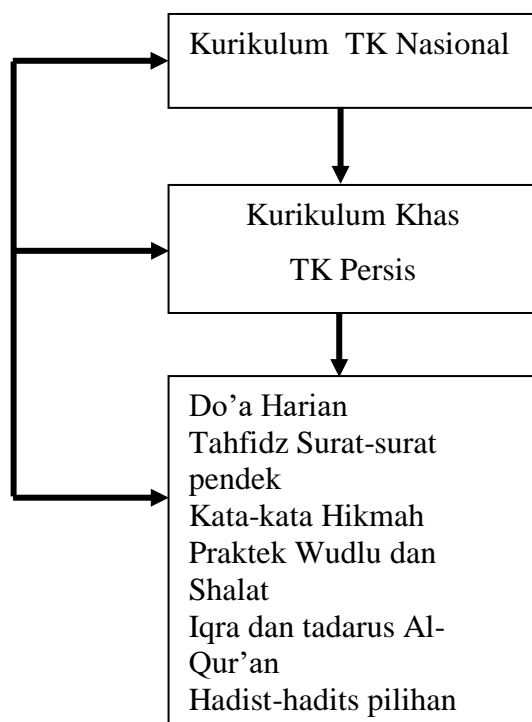 Kurikulum TK Nasional
Kurikulum Khas
TK Persis
Do’a Harian
Tahfidz Surat-surat
pendek
Kata-kata Hikmah
Praktek Wudlu dan
Shalat
Iqra dan tadarus Al-
Qur’an
Hadist-hadits pilihan